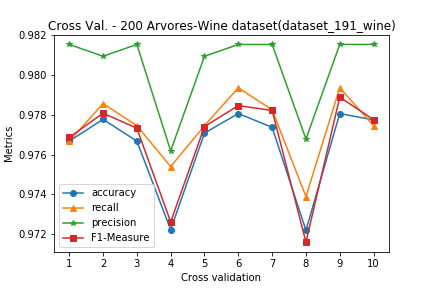 Cross Val. - 200 Arvores-Wine dataset(dataset_191_wine)
0.982
0.980
0.978
0.976
0.974
0.972
Metrics
accuracy
recall
precision
F1-Measure
1 2 3 4 5 6 7 8 9 10
Cross validation